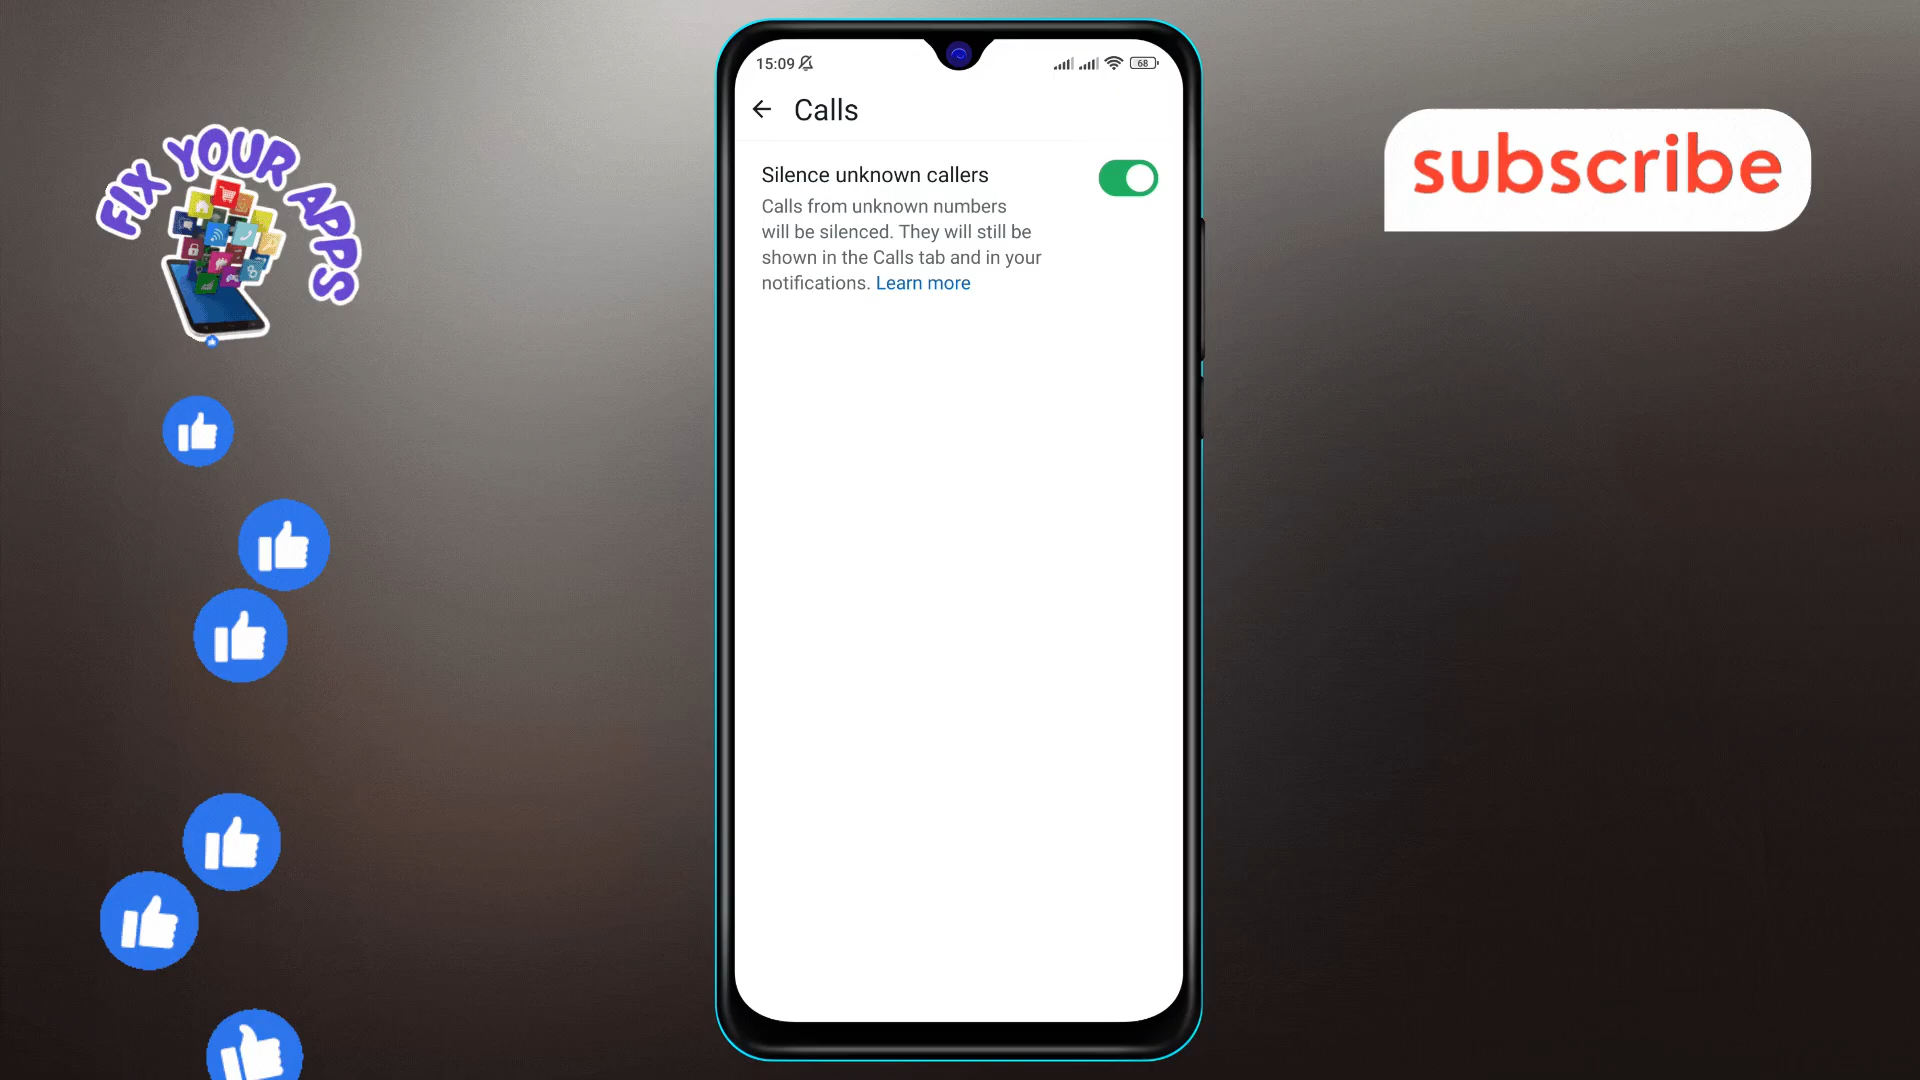 FIX YOUR APPS
15:09
68
Calls
Silence unknown callers
Calls from unknown numbers
will be silenced. They will still be
shown in the Calls tab and in your
notifications. Learn more
subscribe